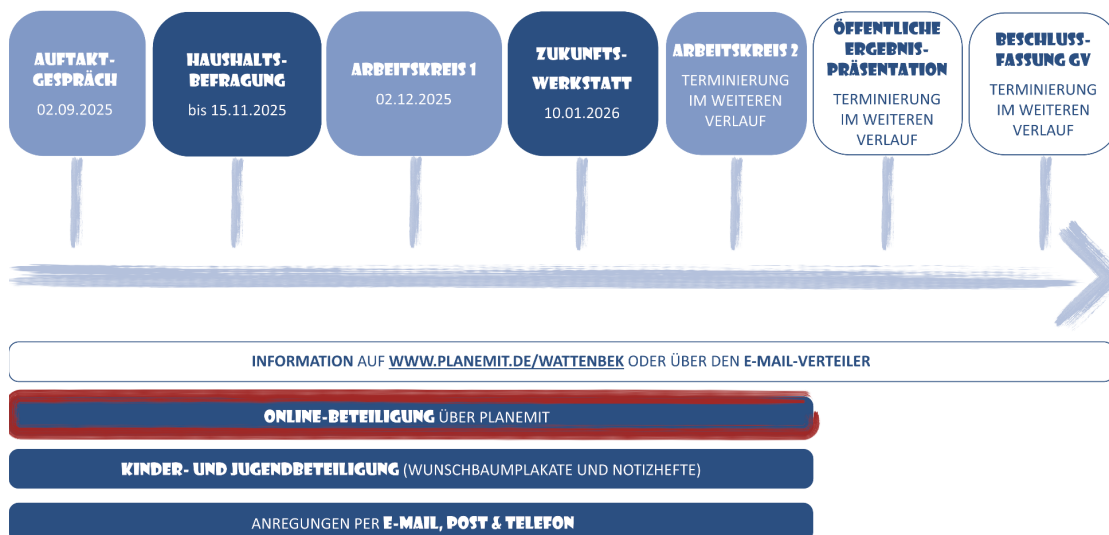 AUFTAKT-
GESPRÄCH
02.09.2025
HAUSHALTS-
BEFRAGUNG
bis 15.11.2025
ARBEITSKREIS 1
02.12.2025
ZUKUNFTS-
WERKSTATT
10.01.2026
ARBEITSKREIS 2
TERMINIERUNG
IM WEITEREN
VERLAUF
ÖFFENTLICHE
ERGEBNIS-
PRÄSENTATION
TERMINIERUNG
IM WEITEREN
VERLAUF
BESCHLUSS-
FASSUNG GV
TERMINIERUNG
IM WEITEREN
VERLAUF
INFORMATION AUF WWW.PLANEMIT.DE/WATTENBEK ODER ÜBER DEN E-MAIL-VERTEILER
ONLINE-BETEILIGUNG ÜBER PLANEMIT
KINDER- UND JUGENDBETEILIGUNG (WUNSCHBAUMPLAKATE UND NOTIZHEFTE)
ANREGUNGEN PER E-MAIL, POST & TELEFON